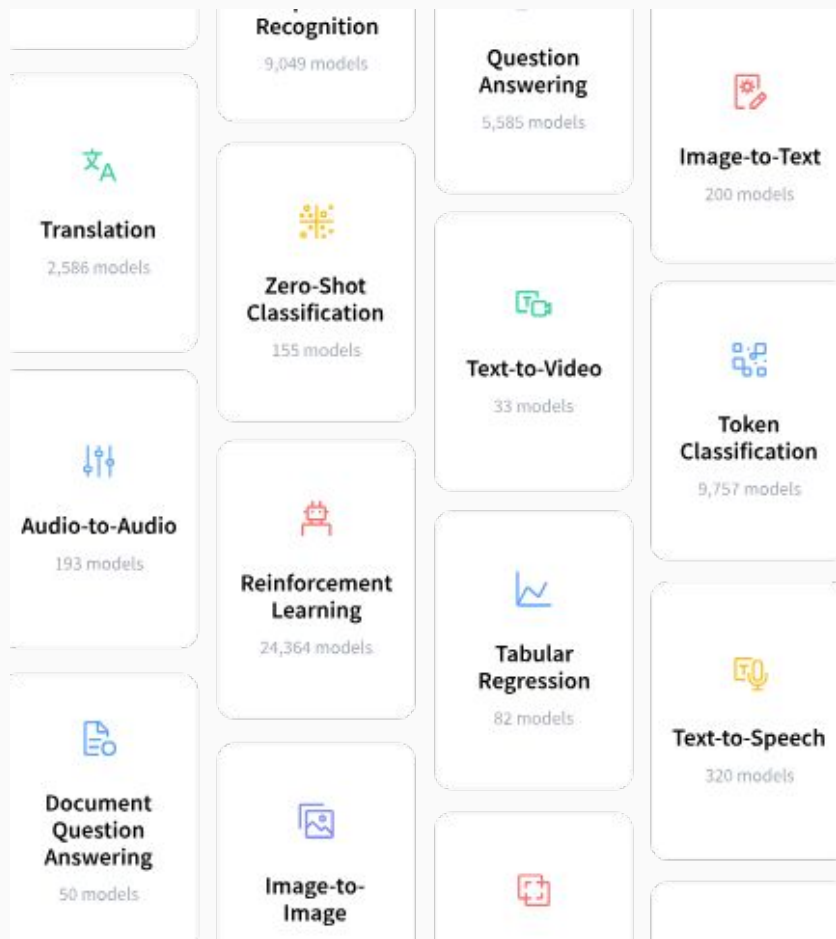 Recognition
9,049 models
Question
Answering
5,585 models
Image-to-Text
200 models
Translation
2,586 models
Zero-Shot
Classification
155 models
Text-to-Video
33 models
Token
Classification
9,757 models
Audio-to-Audio
193 models
Reinforcement
Learning
24,364 models
Tabular
Regression
82 models
Text-to-Speech
320 models
Document
Question
Answering
50 models
Image-to-
Image